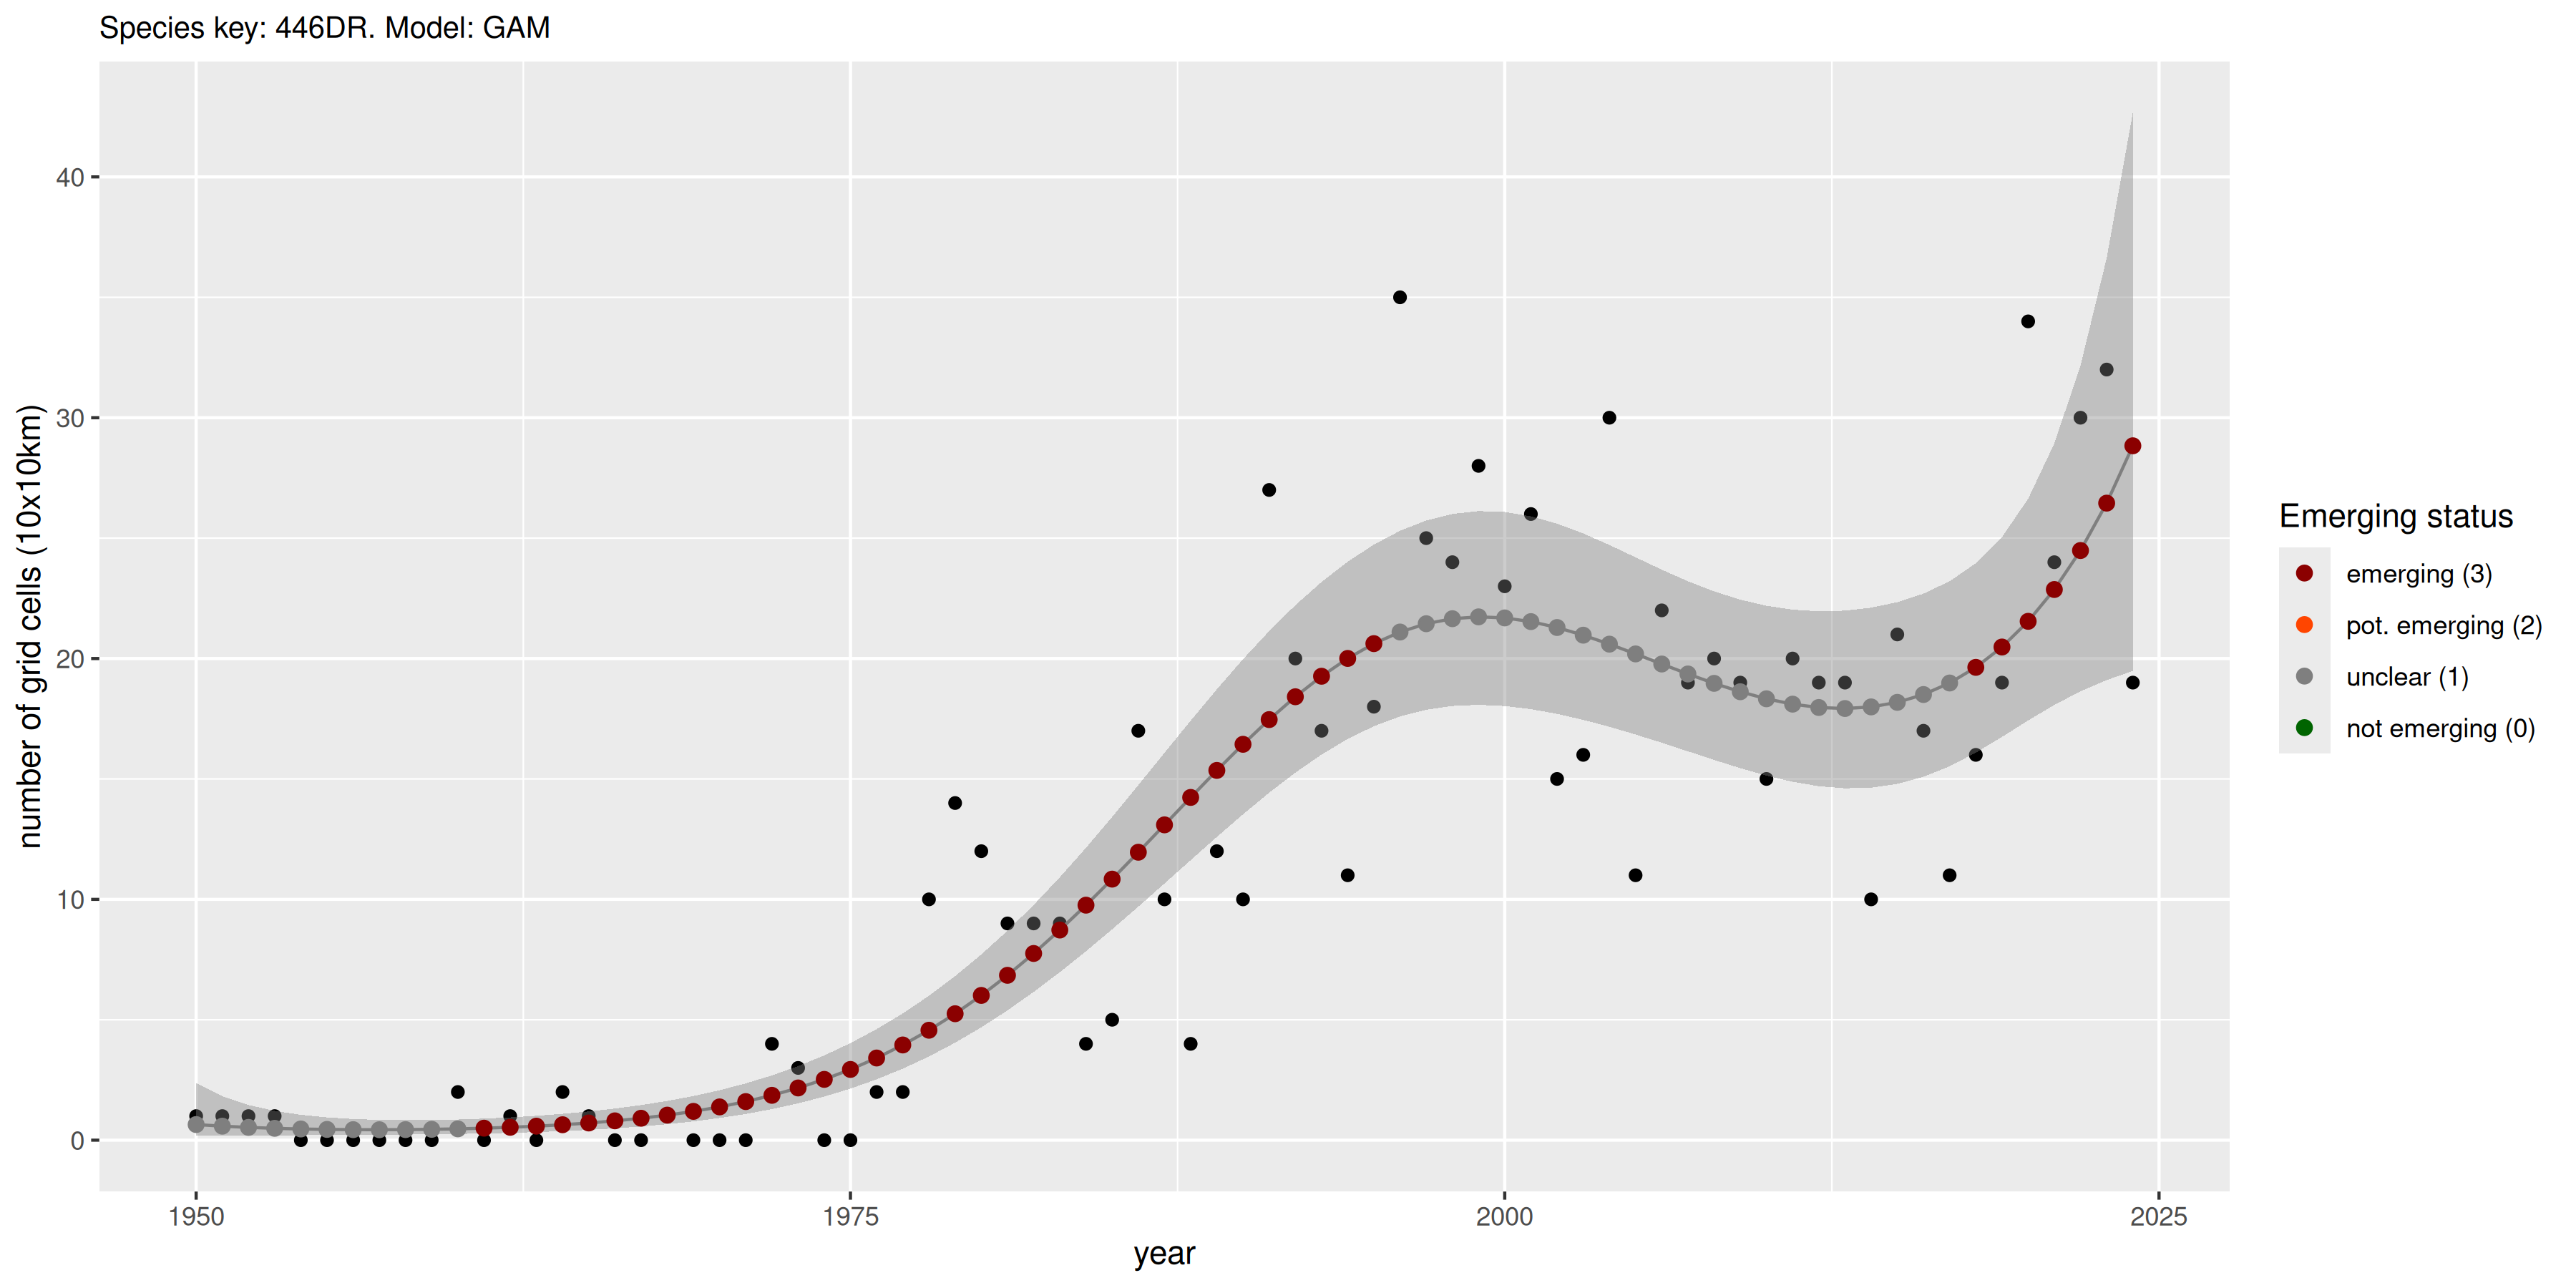 Species key: 446DR. Model: GAM
number of grid cells (10x10km)
40
30
20
10
0
1950
1975
2000
2025
year
Emerging status
emerging (3)
pot. emerging (2)
unclear (1)
not emerging (0)